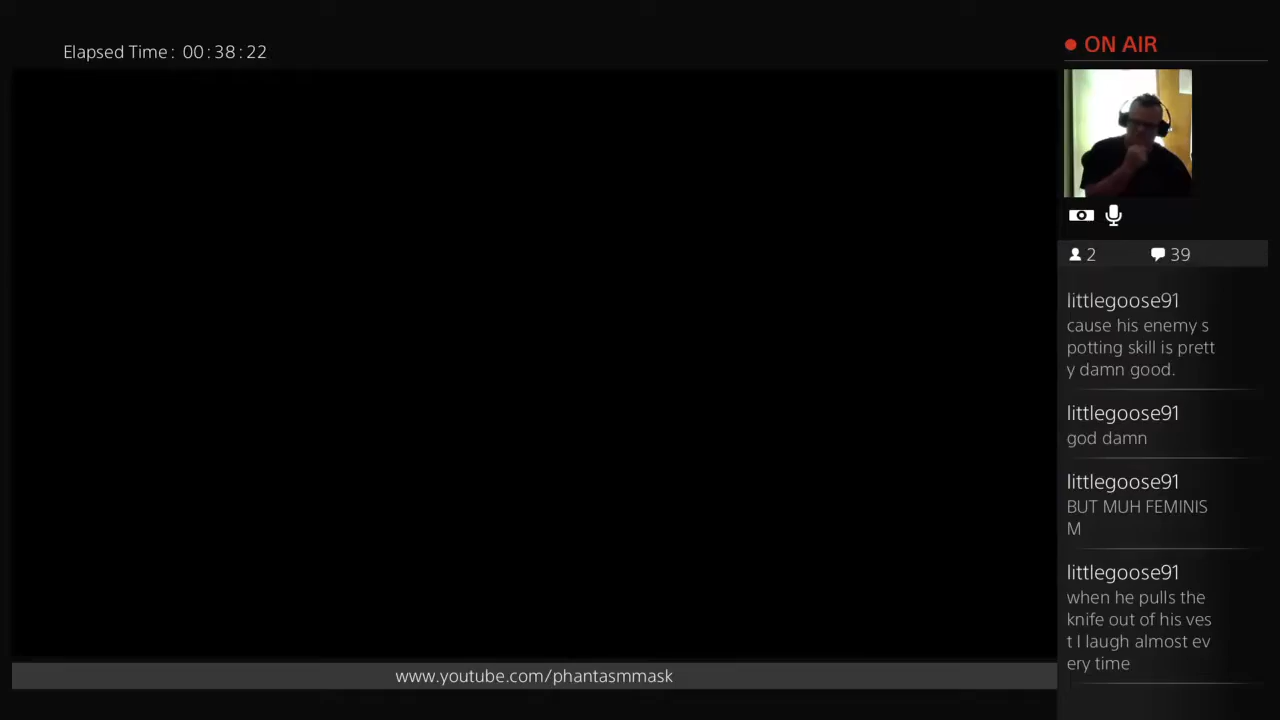 Elapsed Time: 00:38:22
ON AIR
2 39
littlegoose91
cause his enemy s
potting skill is prett
y damn good.
littlegoose91
god damn
littlegoose91
BUT MUH FEMINIS
M
littlegoose91
when he pulls the
knife out of his ves
t I laugh almost ev
ery time
www.youtube.com/phantasmmask